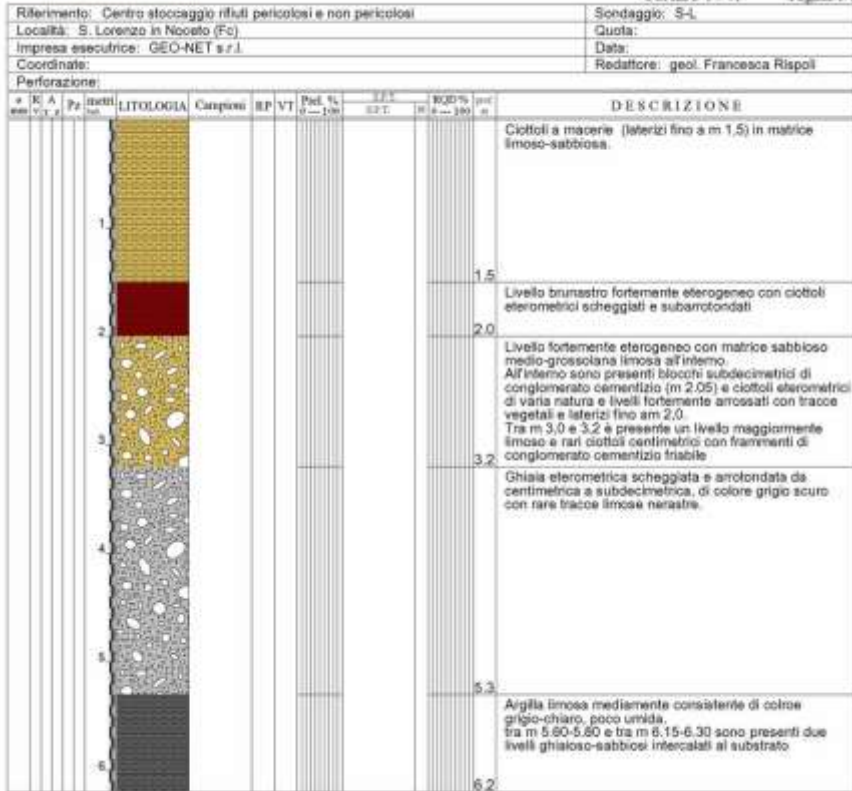 Riferimento: Centro stoccaggio rifiuti pericolosi e non pericolosi
Sondaggio: S-L
Località: S. Lorenzo in Noceto (Fc)
Quota:
Impresa esecutrice: GEO-NET s.r.l.
Data:
Coordinate:
Redattore: geol. Francesca Rispoli
Perforazione:
Pz metri LITOLOGIA Campioni RP VT Prel. % 0 --- 100 S.P.T. S.P.T. N RQD % 0 --- 100 prof. m DESCRIZIONE
Ciottoli a macerie (laterizi fino a m 1,5) in matrice
limoso-sabbiosa.
1
1.5
Livello brunastro fortemente eterogeneo con ciottoli
eterometrici scheggiati e subarrotondati
2
2.0
Livello fortemente eterogeneo con matrice sabbioso
medio-grossolana limosa all'interno.
All'interno sono presenti blocchi subdecimetrici di
conglomerato cementizio (m 2.05) e ciottoli eterometrici
di varia natura e livelli fortemente arrossati con tracce
vegetali e laterizi fino am 2,0.
Tra m 3,0 e 3,2 è presente un livello maggiormente
limoso e rari ciottoli centimetrici con frammenti di
conglomerato cementizio friabile
3
3.2
Ghiaia eterometrica scheggiata e arrotondata da
centimetrica a subdecimetrica, di colore grigio scuro
con rare tracce limose nerastre.
4
5
5.3
Argilla limosa mediamente consistente di colroe
grigio-chiaro, poco umida.
tra m 5.60-5.80 e tra m 6.15-6.30 sono presenti due
livelli ghiaioso-sabbiosi intercalati al substrato
6
6.2